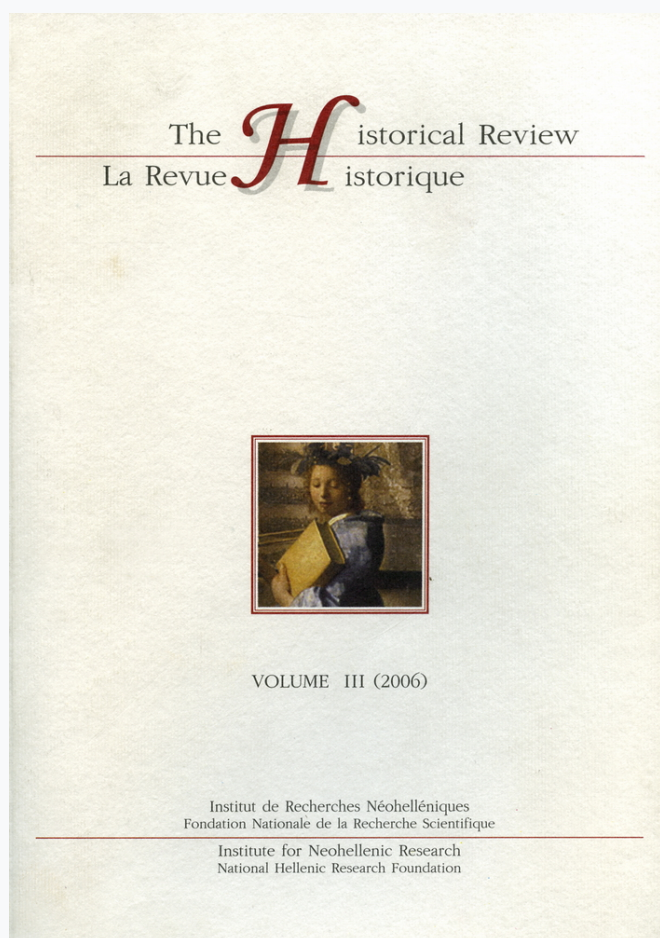 The Historical Review
La Revue Historique
VOLUME III (2006)
Institut de Recherches Néohelléniques
Fondation Nationale de la Recherche Scientifique
Institute for Neohellenic Research
National Hellenic Research Foundation